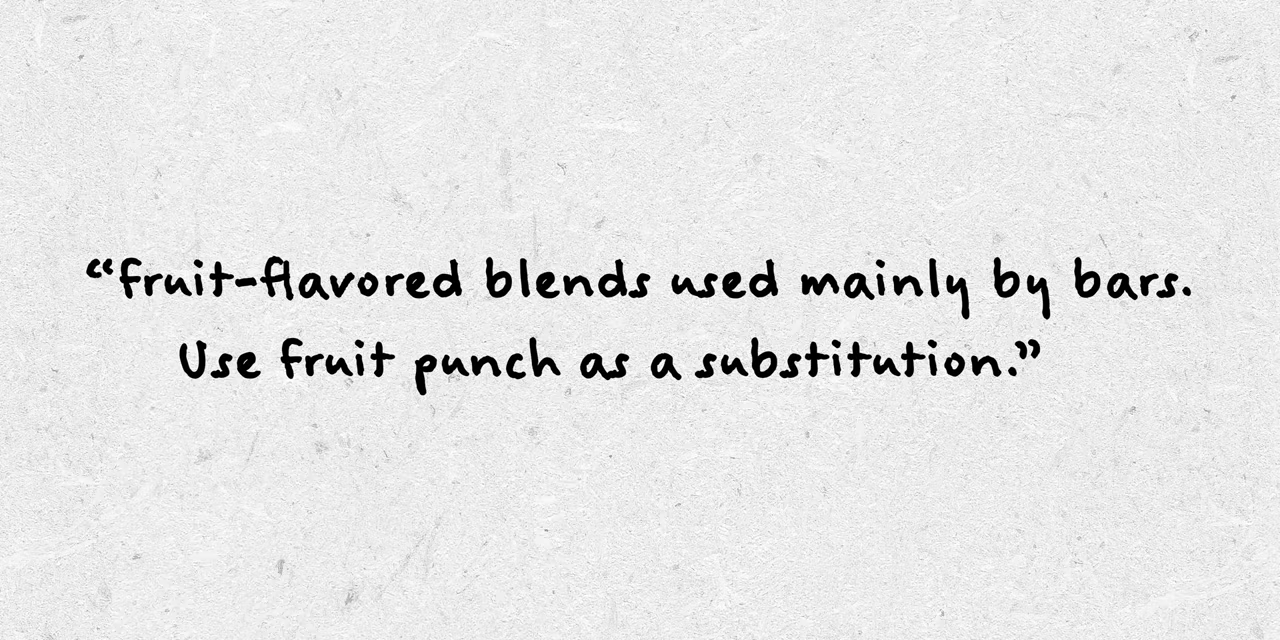 “fruit-flavored blends used mainly by bars.
Use fruit punch as a substitution.”